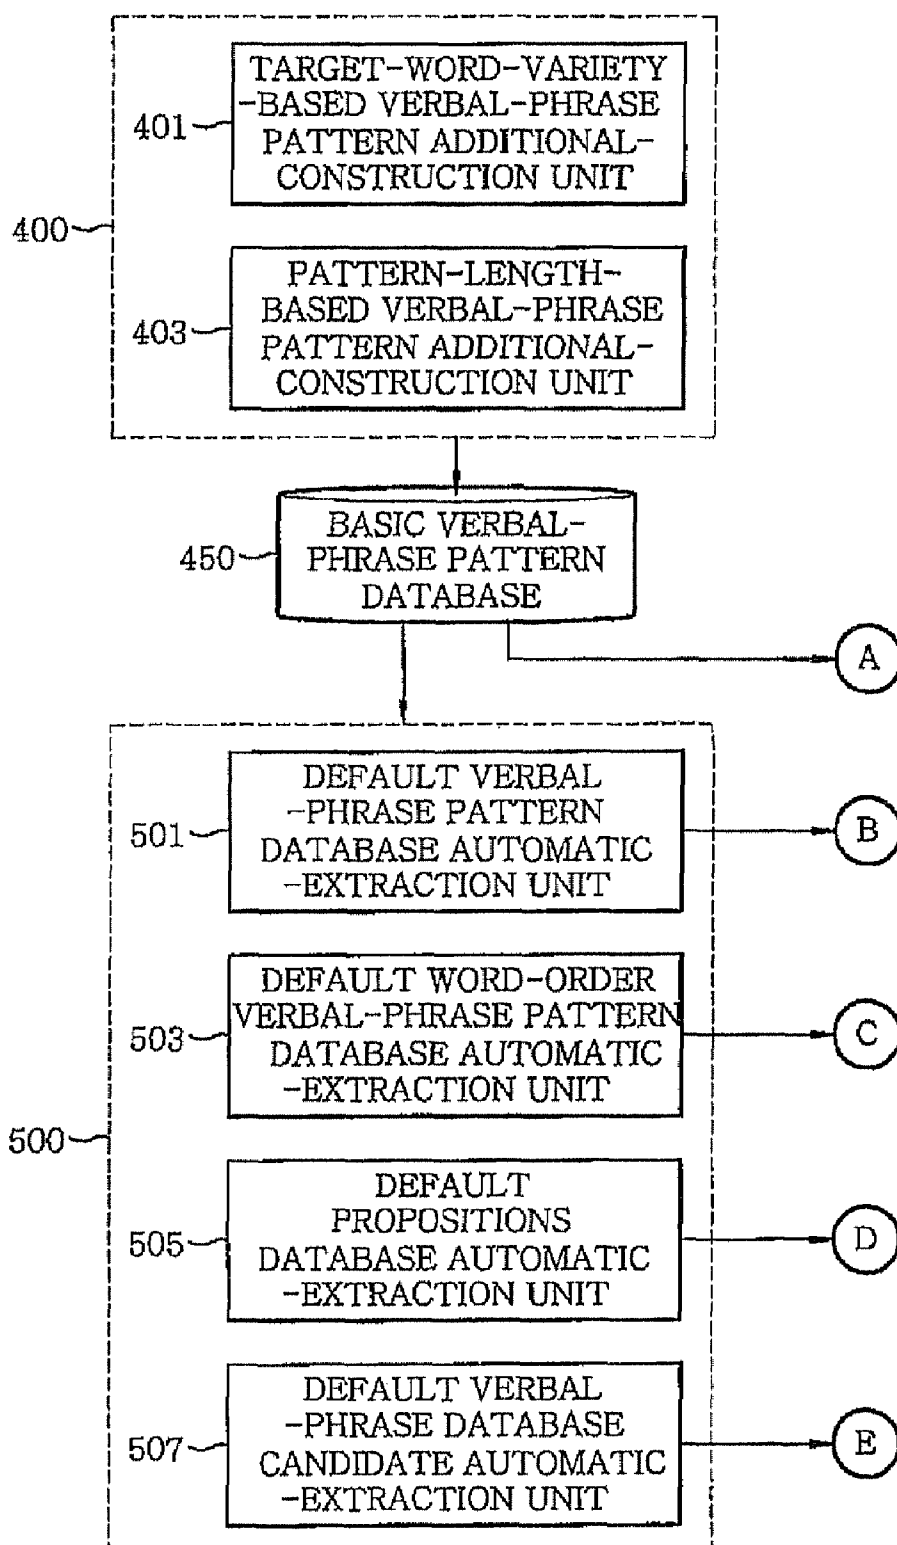 TARGET-WORD-VARIETY
-BASED VERBAL-PHRASE
PATTERN ADDITIONAL-
CONSTRUCTION UNIT
401
400
PATTERN-LENGTH-
BASED VERBAL-PHRASE
PATTERN ADDITIONAL-
CONSTRUCTION UNIT
403
BASIC VERBAL-
PHRASE PATTERN
DATABASE
450
A
DEFAULT VERBAL
-PHRASE PATTERN
DATABASE AUTOMATIC
-EXTRACTION UNIT
501
B
DEFAULT WORD-ORDER
VERBAL-PHRASE PATTERN
DATABASE AUTOMATIC
-EXTRACTION UNIT
503
C
500
DEFAULT
PROPOSITIONS
DATABASE AUTOMATIC
-EXTRACTION UNIT
505
D
DEFAULT VERBAL
-PHRASE DATABASE
CANDIDATE AUTOMATIC
-EXTRACTION UNIT
507
E